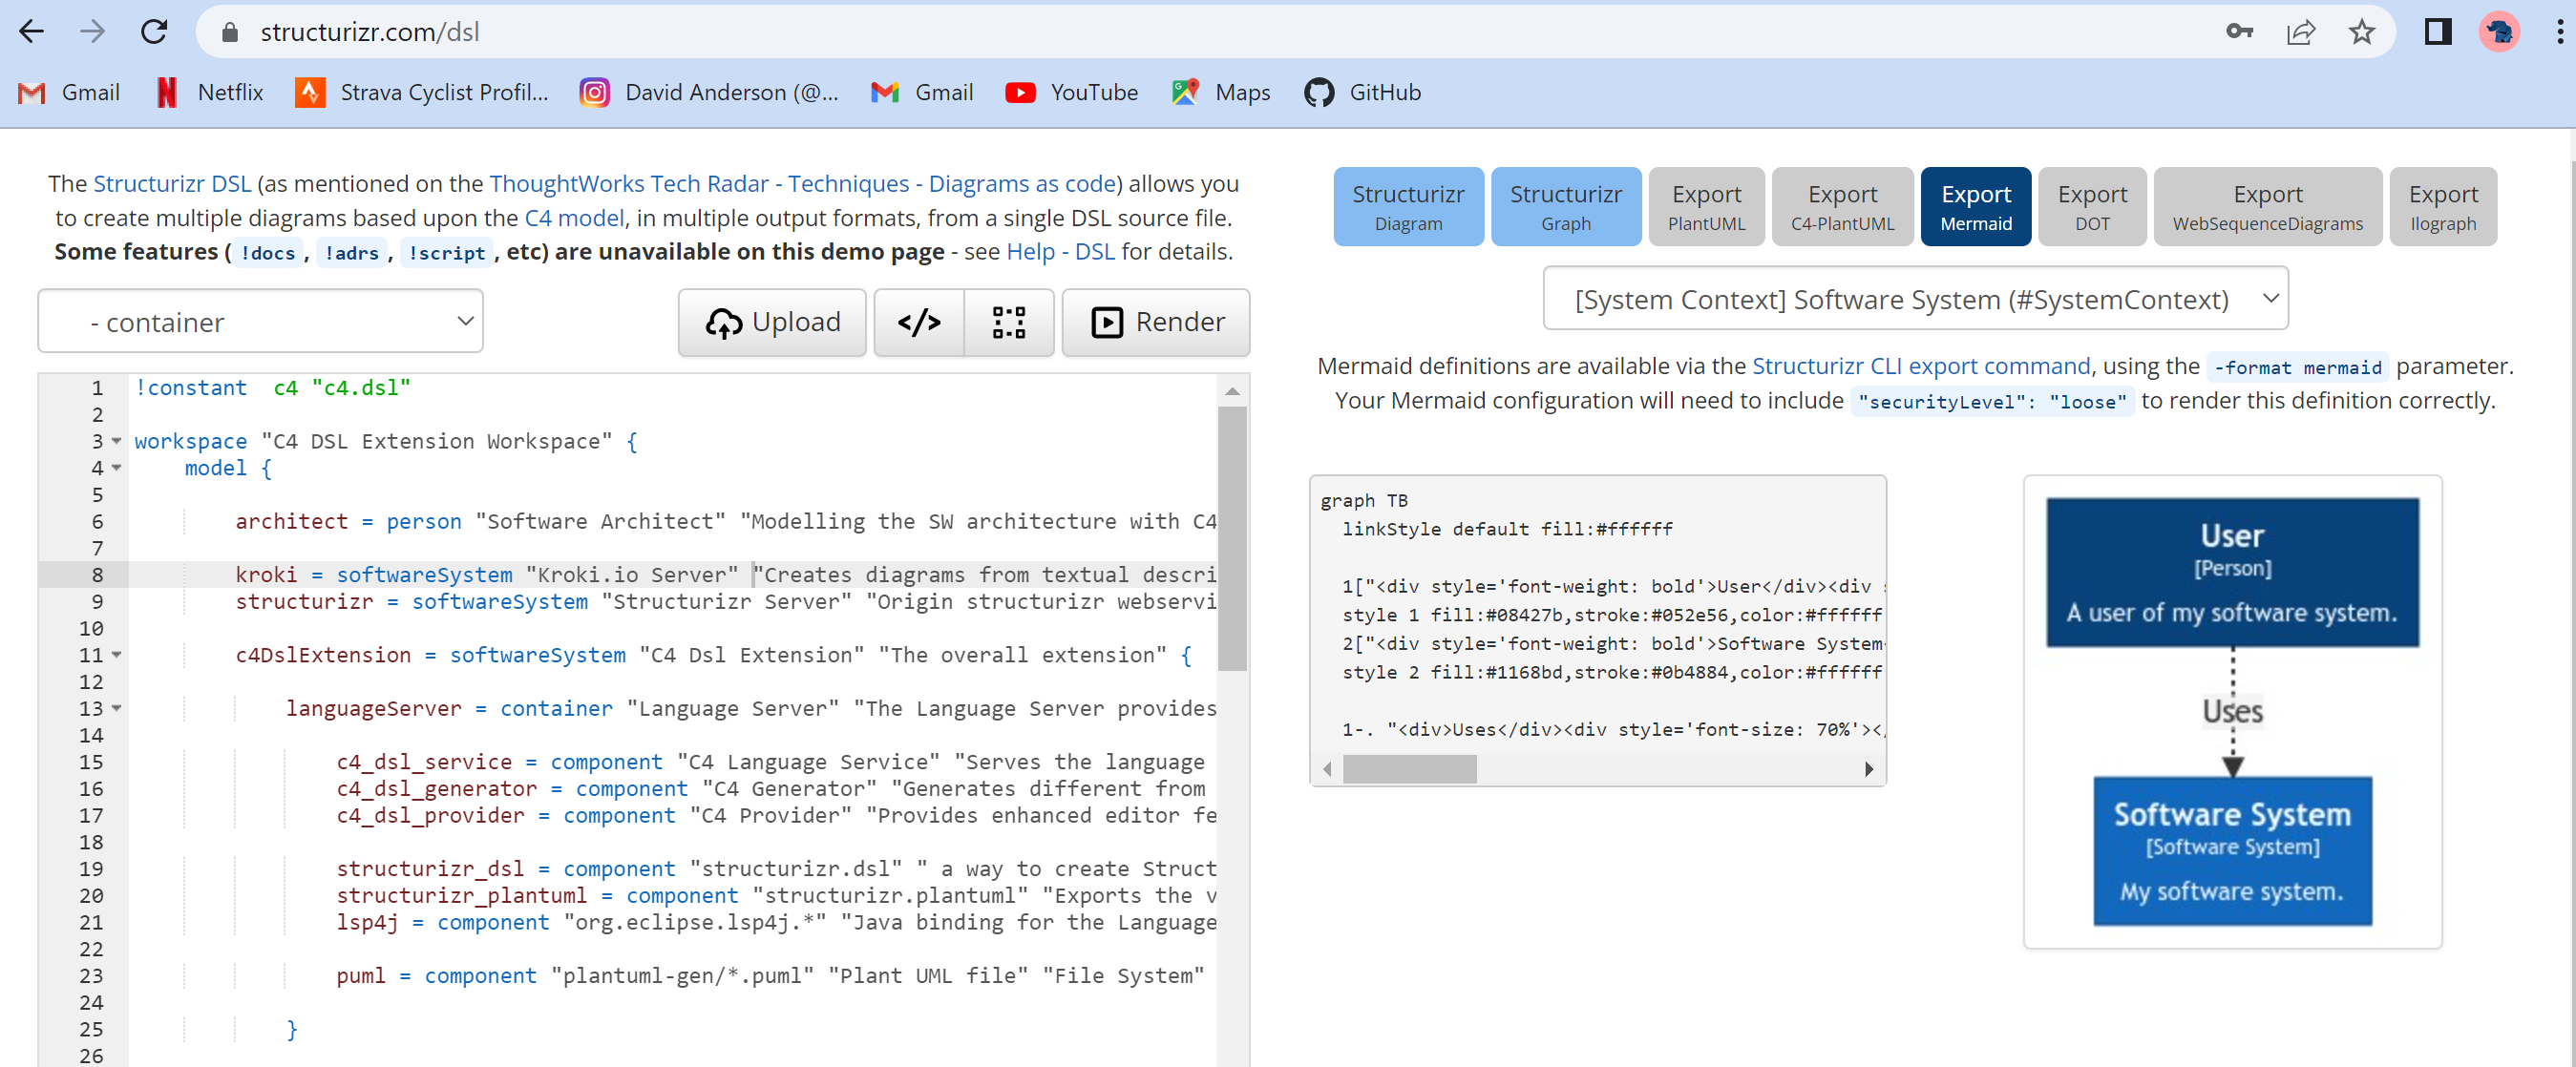 structurizr.com/dsl
Gmail Netflix Strava Cyclist Profil... David Anderson (@... Gmail YouTube Maps GitHub
The Structurizr DSL (as mentioned on the ThoughtWorks Tech Radar - Techniques - Diagrams as code) allows you
to create multiple diagrams based upon the C4 model, in multiple output formats, from a single DSL source file.
Some features ( !docs , !adrs , !script , etc) are unavailable on this demo page - see Help - DSL for details.
- container
Upload </> Render
1 !constant  c4 "c4.dsl"
2
3 workspace "C4 DSL Extension Workspace" {
4 model {
5
6 architect = person "Software Architect" "Modelling the SW architecture with C4
7
8 kroki = softwareSystem "Kroki.io Server" "Creates diagrams from textual descri
9 structurizr = softwareSystem "Structurizr Server" "Origin structurizr webservi
10
11 c4DslExtension = softwareSystem "C4 Dsl Extension" "The overall extension" {
12
13 languageServer = container "Language Server" "The Language Server provides
14
15 c4_dsl_service = component "C4 Language Service" "Serves the language
16 c4_dsl_generator = component "C4 Generator" "Generates different from
17 c4_dsl_provider = component "C4 Provider" "Provides enhanced editor fe
18
19 structurizr_dsl = component "structurizr.dsl" " a way to create Struct
20 structurizr_plantuml = component "structurizr.plantuml" "Exports the v
21 lsp4j = component "org.eclipse.lsp4j.*" "Java binding for the Language
22
23 puml = component "plantuml-gen/*.puml" "Plant UML file" "File System"
24
25 }
26
Structurizr Diagram
Structurizr Graph
Export PlantUML
Export C4-PlantUML
Export Mermaid
Export DOT
Export WebSequenceDiagrams
Export Ilograph
[System Context] Software System (#SystemContext)
Mermaid definitions are available via the Structurizr CLI export command, using the -format mermaid parameter.
Your Mermaid configuration will need to include "securityLevel": "loose" to render this definition correctly.
graph TB
linkStyle default fill:#ffffff
1["<div style='font-weight: bold'>User</div><div
style 1 fill:#08427b,stroke:#052e56,color:#ffffff
2["<div style='font-weight: bold'>Software System
style 2 fill:#1168bd,stroke:#0b4884,color:#ffffff
1-. "<div>Uses</div><div style='font-size: 70%'><
User
[Person]
A user of my software system.
Uses
Software System
[Software System]
My software system.